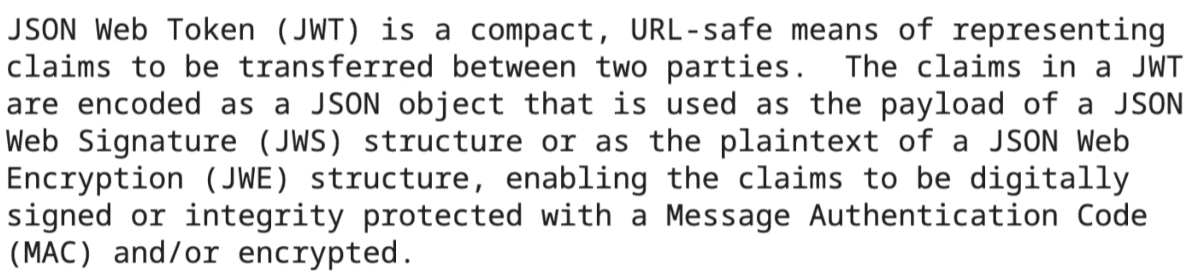 JSON Web Token (JWT) is a compact, URL-safe means of representing
claims to be transferred between two parties.  The claims in a JWT
are encoded as a JSON object that is used as the payload of a JSON
Web Signature (JWS) structure or as the plaintext of a JSON Web
Encryption (JWE) structure, enabling the claims to be digitally
signed or integrity protected with a Message Authentication Code
(MAC) and/or encrypted.